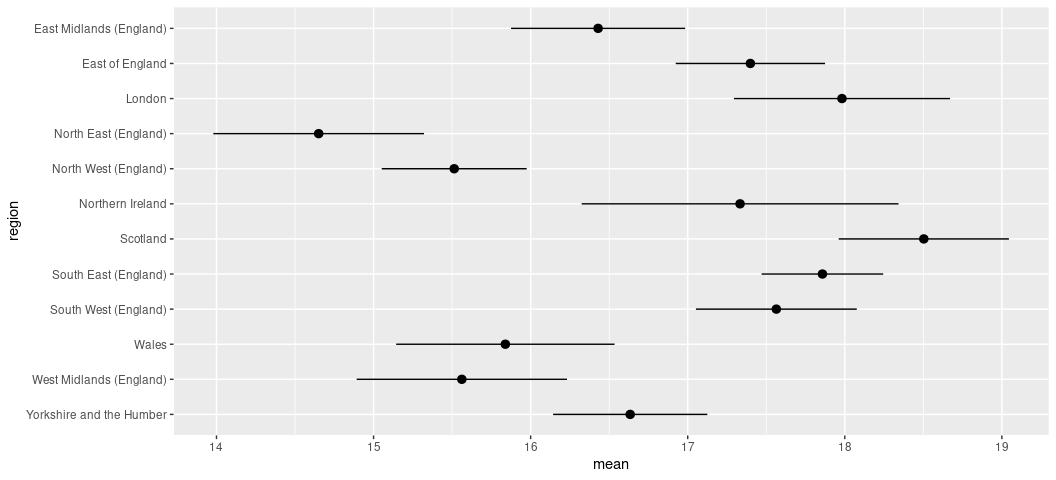 East Midlands (England)
East of England
London
North East (England)
North West (England)
Northern Ireland
Scotland
South East (England)
South West (England)
Wales
West Midlands (England)
Yorkshire and the Humber
region
14 15 16 17 18 19
mean